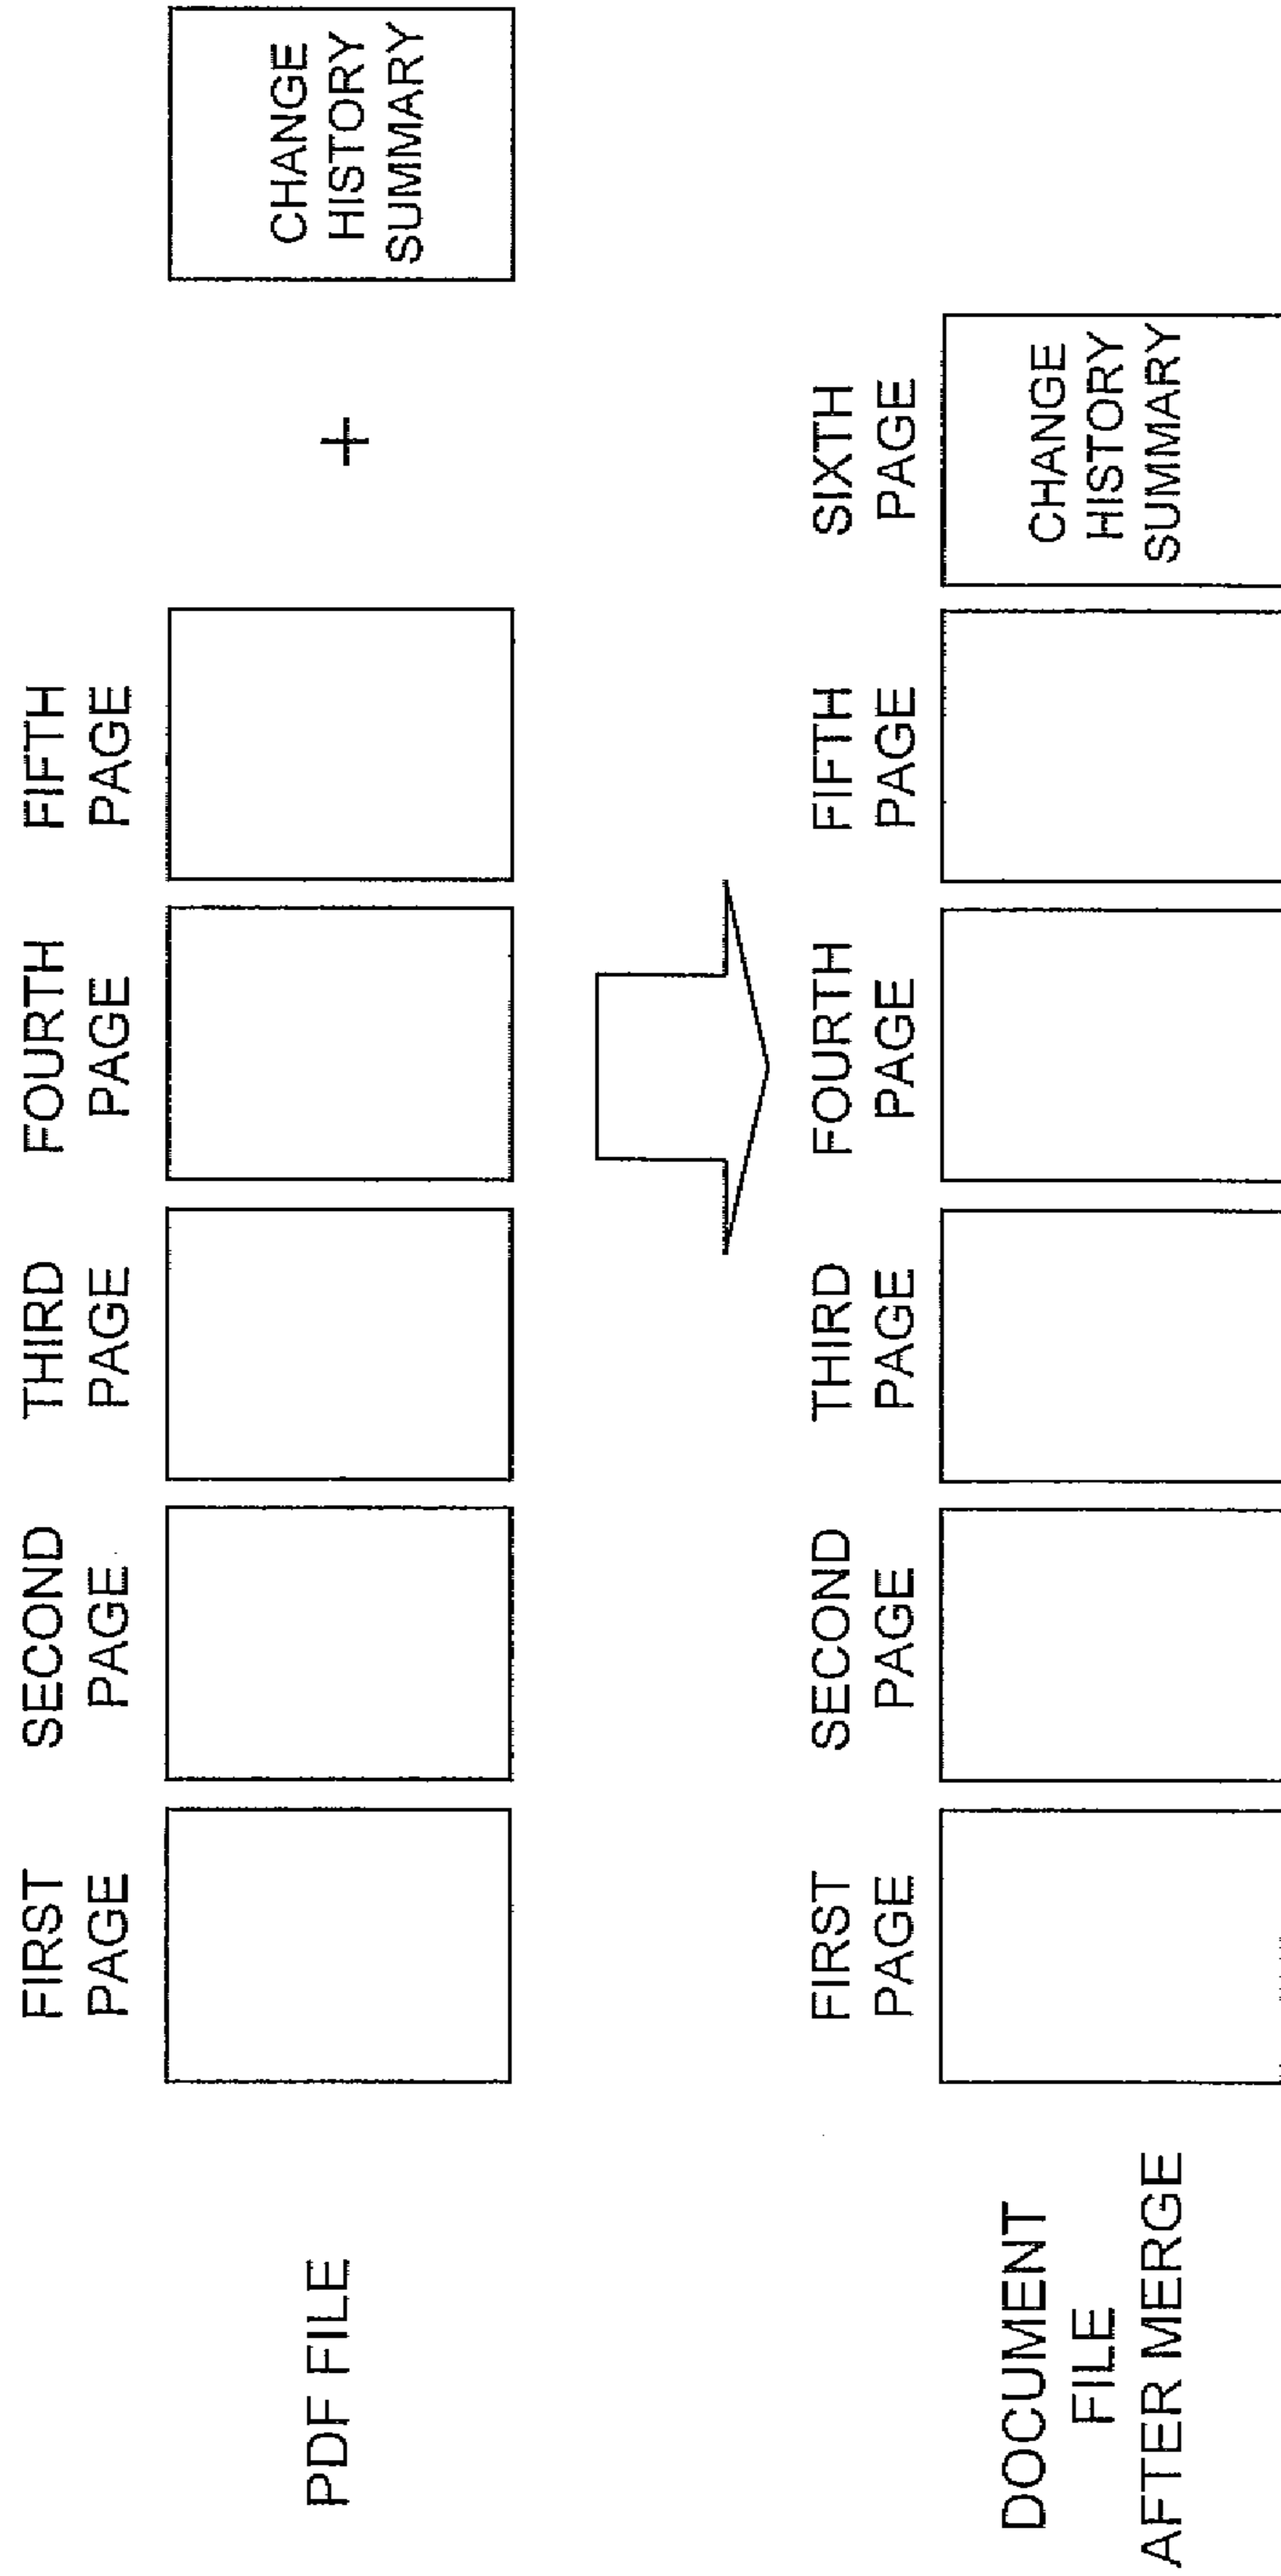 FIRST
PAGE
SECOND
PAGE
THIRD
PAGE
FOURTH
PAGE
FIFTH
PAGE
PDF FILE
+
CHANGE
HISTORY
SUMMARY
FIRST
PAGE
SECOND
PAGE
THIRD
PAGE
FOURTH
PAGE
FIFTH
PAGE
SIXTH
PAGE
DOCUMENT
FILE
AFTER MERGE
CHANGE
HISTORY
SUMMARY